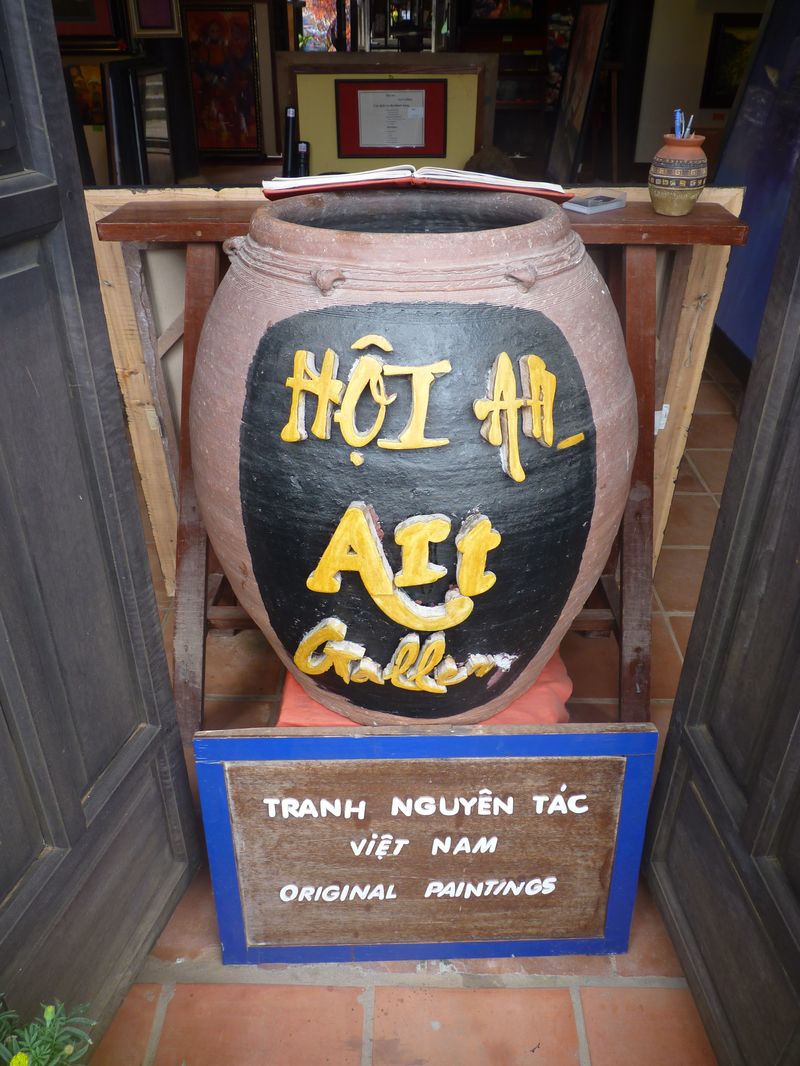 HỘI AN
Art
Gallery
TRANH NGUYÊN TÁC
VIỆT NAM
ORIGINAL PAINTINGS